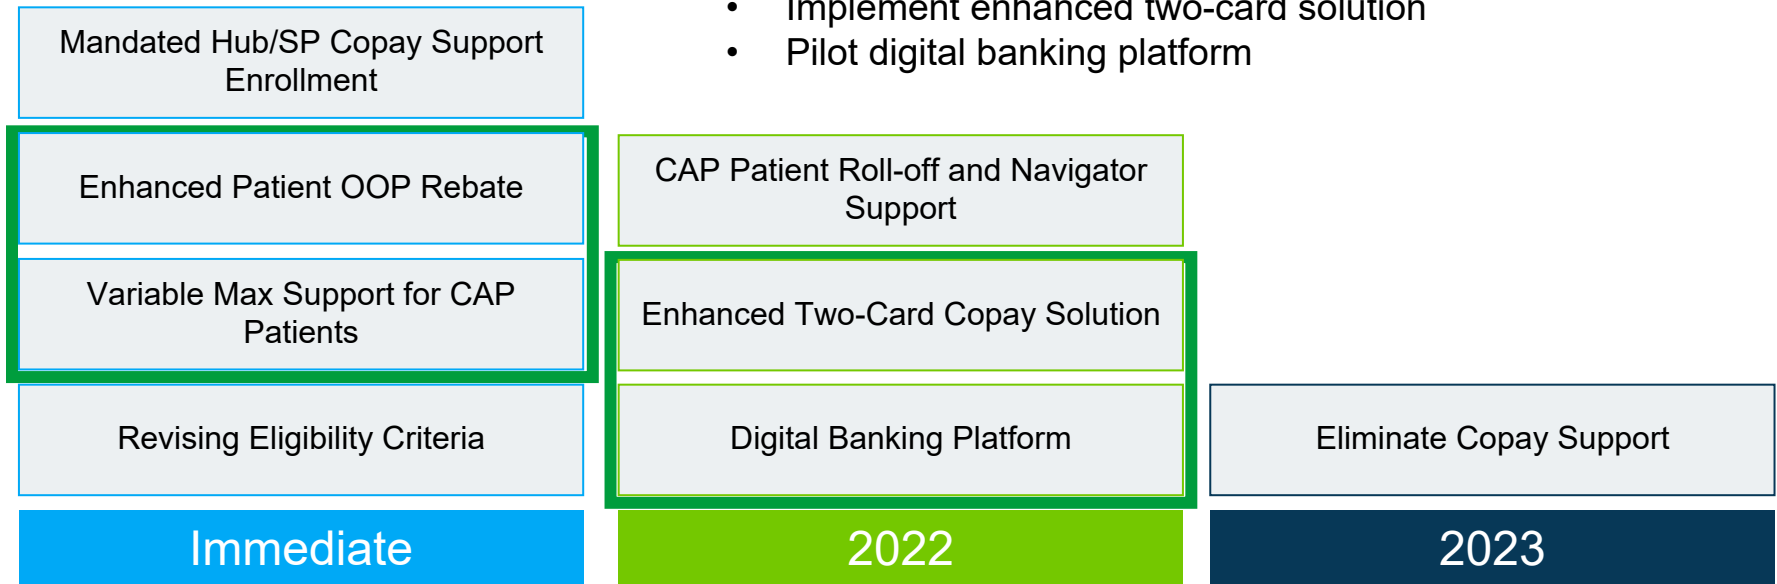 • Implement enhanced two-card solution
• Pilot digital banking platform
Mandated Hub/SP Copay Support
Enrollment
Enhanced Patient OOP Rebate
Variable Max Support for CAP
Patients
Revising Eligibility Criteria
Immediate
CAP Patient Roll-off and Navigator
Support
Enhanced Two-Card Copay Solution
Digital Banking Platform
2022
Eliminate Copay Support
2023